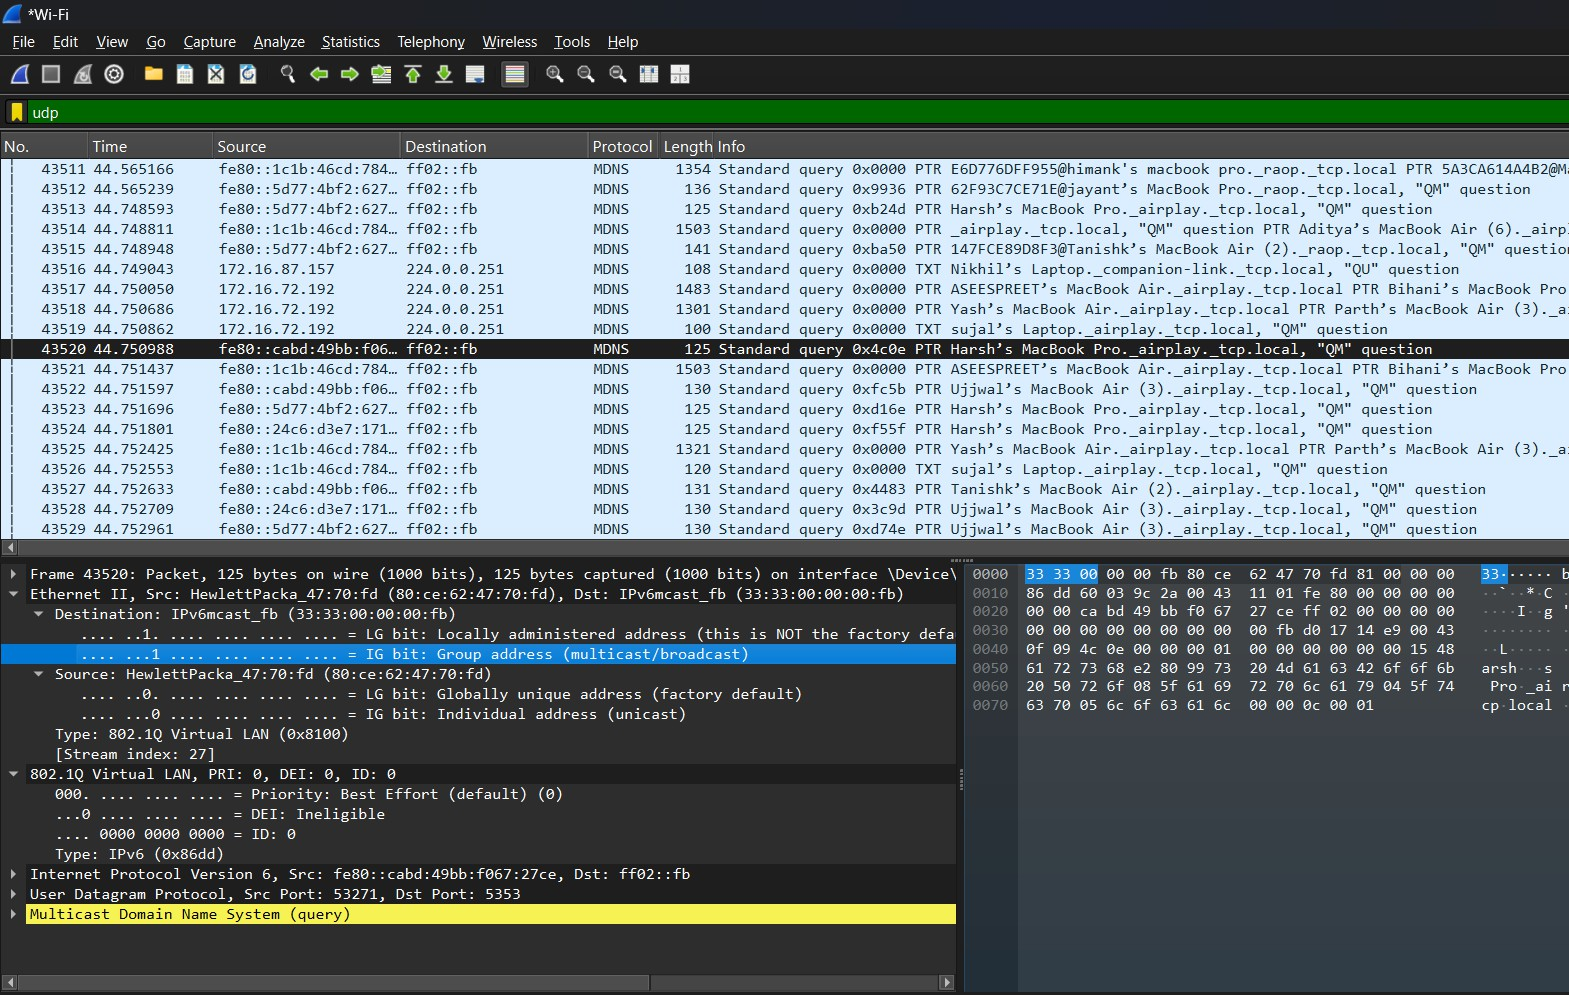 *Wi-Fi
File Edit View Go Capture Analyze Statistics Telephony Wireless Tools Help
udp
No. Time Source Destination Protocol Length Info
43511 44.565166 fe80::1c1b:46cd:784… ff02::fb MDNS 1354 Standard query 0x0000 PTR E6D776DFF955@himank's macbook pro._raop._tcp.local PTR 5A3CA614A4B2@Ma
43512 44.565239 fe80::5d77:4bf2:627… ff02::fb MDNS 136 Standard query 0x9936 PTR 62F93C7CE71E@jayant’s MacBook Pro._raop._tcp.local, "QM" question
43513 44.748593 fe80::5d77:4bf2:627… ff02::fb MDNS 125 Standard query 0xb24d PTR Harsh’s MacBook Pro._airplay._tcp.local, "QM" question
43514 44.748811 fe80::1c1b:46cd:784… ff02::fb MDNS 1503 Standard query 0x0000 PTR _airplay._tcp.local, "QM" question PTR Aditya’s MacBook Air (6)._airpl
43515 44.748948 fe80::5d77:4bf2:627… ff02::fb MDNS 141 Standard query 0xba50 PTR 147FCE89D8F3@Tanishk’s MacBook Air (2)._raop._tcp.local, "QM" question
43516 44.749043 172.16.87.157 224.0.0.251 MDNS 108 Standard query 0x0000 TXT Nikhil’s Laptop._companion-link._tcp.local, "QU" question
43517 44.750050 172.16.72.192 224.0.0.251 MDNS 1483 Standard query 0x0000 PTR ASEESPREET’s MacBook Air._airplay._tcp.local PTR Bihani’s MacBook Pro
43518 44.750686 172.16.72.192 224.0.0.251 MDNS 1301 Standard query 0x0000 PTR Yash’s MacBook Air._airplay._tcp.local PTR Parth’s MacBook Air (3)._a
43519 44.750862 172.16.72.192 224.0.0.251 MDNS 100 Standard query 0x0000 TXT sujal’s Laptop._airplay._tcp.local, "QM" question
43520 44.750988 fe80::cabd:49bb:f06… ff02::fb MDNS 125 Standard query 0x4c0e PTR Harsh’s MacBook Pro._airplay._tcp.local, "QM" question
43521 44.751437 fe80::1c1b:46cd:784… ff02::fb MDNS 1503 Standard query 0x0000 PTR ASEESPREET’s MacBook Air._airplay._tcp.local PTR Bihani’s MacBook Pro
43522 44.751597 fe80::cabd:49bb:f06… ff02::fb MDNS 130 Standard query 0xfc5b PTR Ujjwal’s MacBook Air (3)._airplay._tcp.local, "QM" question
43523 44.751696 fe80::5d77:4bf2:627… ff02::fb MDNS 125 Standard query 0xd16e PTR Harsh’s MacBook Pro._airplay._tcp.local, "QM" question
43524 44.751801 fe80::24c6:d3e7:171… ff02::fb MDNS 125 Standard query 0xf55f PTR Harsh’s MacBook Pro._airplay._tcp.local, "QM" question
43525 44.752425 fe80::1c1b:46cd:784… ff02::fb MDNS 1321 Standard query 0x0000 PTR Yash’s MacBook Air._airplay._tcp.local PTR Parth’s MacBook Air (3)._a
43526 44.752553 fe80::1c1b:46cd:784… ff02::fb MDNS 120 Standard query 0x0000 TXT sujal’s Laptop._airplay._tcp.local, "QM" question
43527 44.752633 fe80::cabd:49bb:f06… ff02::fb MDNS 131 Standard query 0x4483 PTR Tanishk’s MacBook Air (2)._airplay._tcp.local, "QM" question
43528 44.752709 fe80::24c6:d3e7:171… ff02::fb MDNS 130 Standard query 0x3c9d PTR Ujjwal’s MacBook Air (3)._airplay._tcp.local, "QM" question
43529 44.752961 fe80::5d77:4bf2:627… ff02::fb MDNS 130 Standard query 0xd74e PTR Ujjwal’s MacBook Air (3)._airplay._tcp.local, "QM" question
Frame 43520: Packet, 125 bytes on wire (1000 bits), 125 bytes captured (1000 bits) on interface \Device\
Ethernet II, Src: HewlettPacka_47:70:fd (80:ce:62:47:70:fd), Dst: IPv6mcast_fb (33:33:00:00:00:fb)
Destination: IPv6mcast_fb (33:33:00:00:00:fb)
.... ..1. .... .... .... .... = LG bit: Locally administered address (this is NOT the factory defa
.... ...1 .... .... .... .... = IG bit: Group address (multicast/broadcast)
Source: HewlettPacka_47:70:fd (80:ce:62:47:70:fd)
.... ..0. .... .... .... .... = LG bit: Globally unique address (factory default)
.... ...0 .... .... .... .... = IG bit: Individual address (unicast)
Type: 802.1Q Virtual LAN (0x8100)
[Stream index: 27]
802.1Q Virtual LAN, PRI: 0, DEI: 0, ID: 0
000. .... .... .... = Priority: Best Effort (default) (0)
...0 .... .... .... = DEI: Ineligible
.... 0000 0000 0000 = ID: 0
Type: IPv6 (0x86dd)
Internet Protocol Version 6, Src: fe80::cabd:49bb:f067:27ce, Dst: ff02::fb
User Datagram Protocol, Src Port: 53271, Dst Port: 5353
Multicast Domain Name System (query)
0000 33 33 00 00 00 fb 80 ce 62 47 70 fd 81 00 00 00 33······b
0010 86 dd 60 03 9c 2a 00 43 11 01 fe 80 00 00 00 00 ··`··*·C
0020 00 00 ca bd 49 bb f0 67 27 ce ff 02 00 00 00 00 ····I··g '
0030 00 00 00 00 00 00 00 00 00 fb d0 17 14 e9 00 43 ········
0040 0f 09 4c 0e 00 00 00 01 00 00 00 00 00 00 15 48 ··L·····
0050 61 72 73 68 e2 80 99 73 20 4d 61 63 42 6f 6f 6b arsh···s
0060 20 50 72 6f 08 5f 61 69 72 70 6c 61 79 04 5f 74 Pro·_ai r
0070 63 70 05 6c 6f 63 61 6c 00 00 0c 00 01 cp·local ·